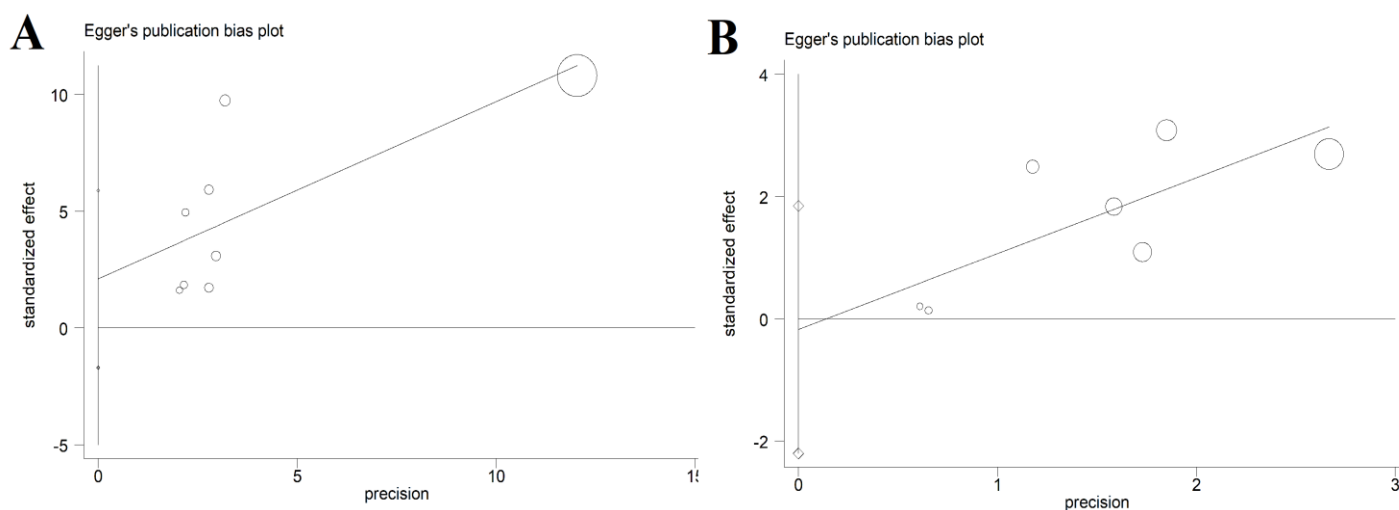 A
Egger's publication bias plot
standardized effect
10
5
0
-5
0
5
10
15
precision
B
Egger's publication bias plot
standardized effect
4
2
0
-2
0
1
2
3
precision